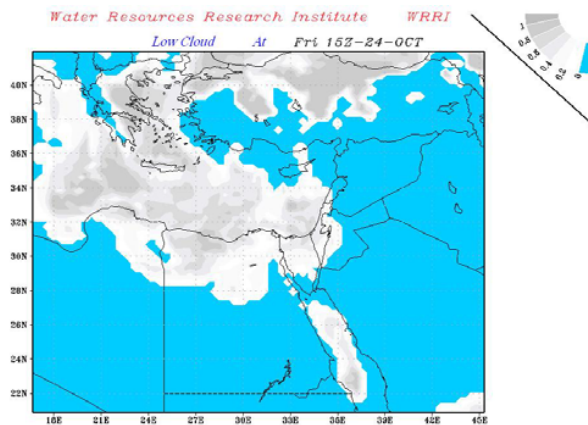 Water Resources Research Institute WRRI
Low Cloud At Fri 15Z-24-OCT
1
0.8
0.6
0.4
0.2
0
40N
38N
36N
34N
32N
30N
28N
26N
24N
22N
18E 21E 24E 27E 30E 33E 36E 39E 42E 45E